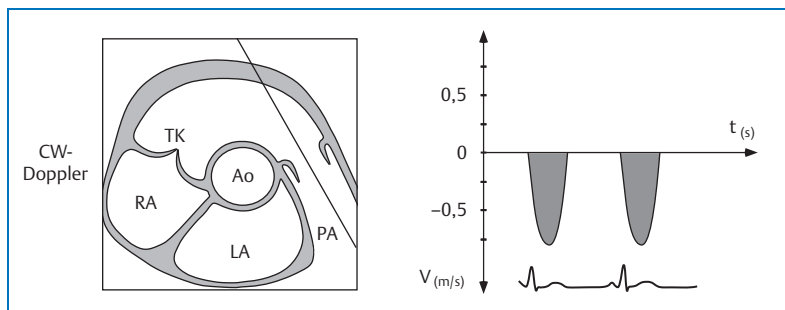 CW-
Doppler
TK
Ao
RA
LA
PA
0,5
0
–0,5
t (s)
V (m/s)